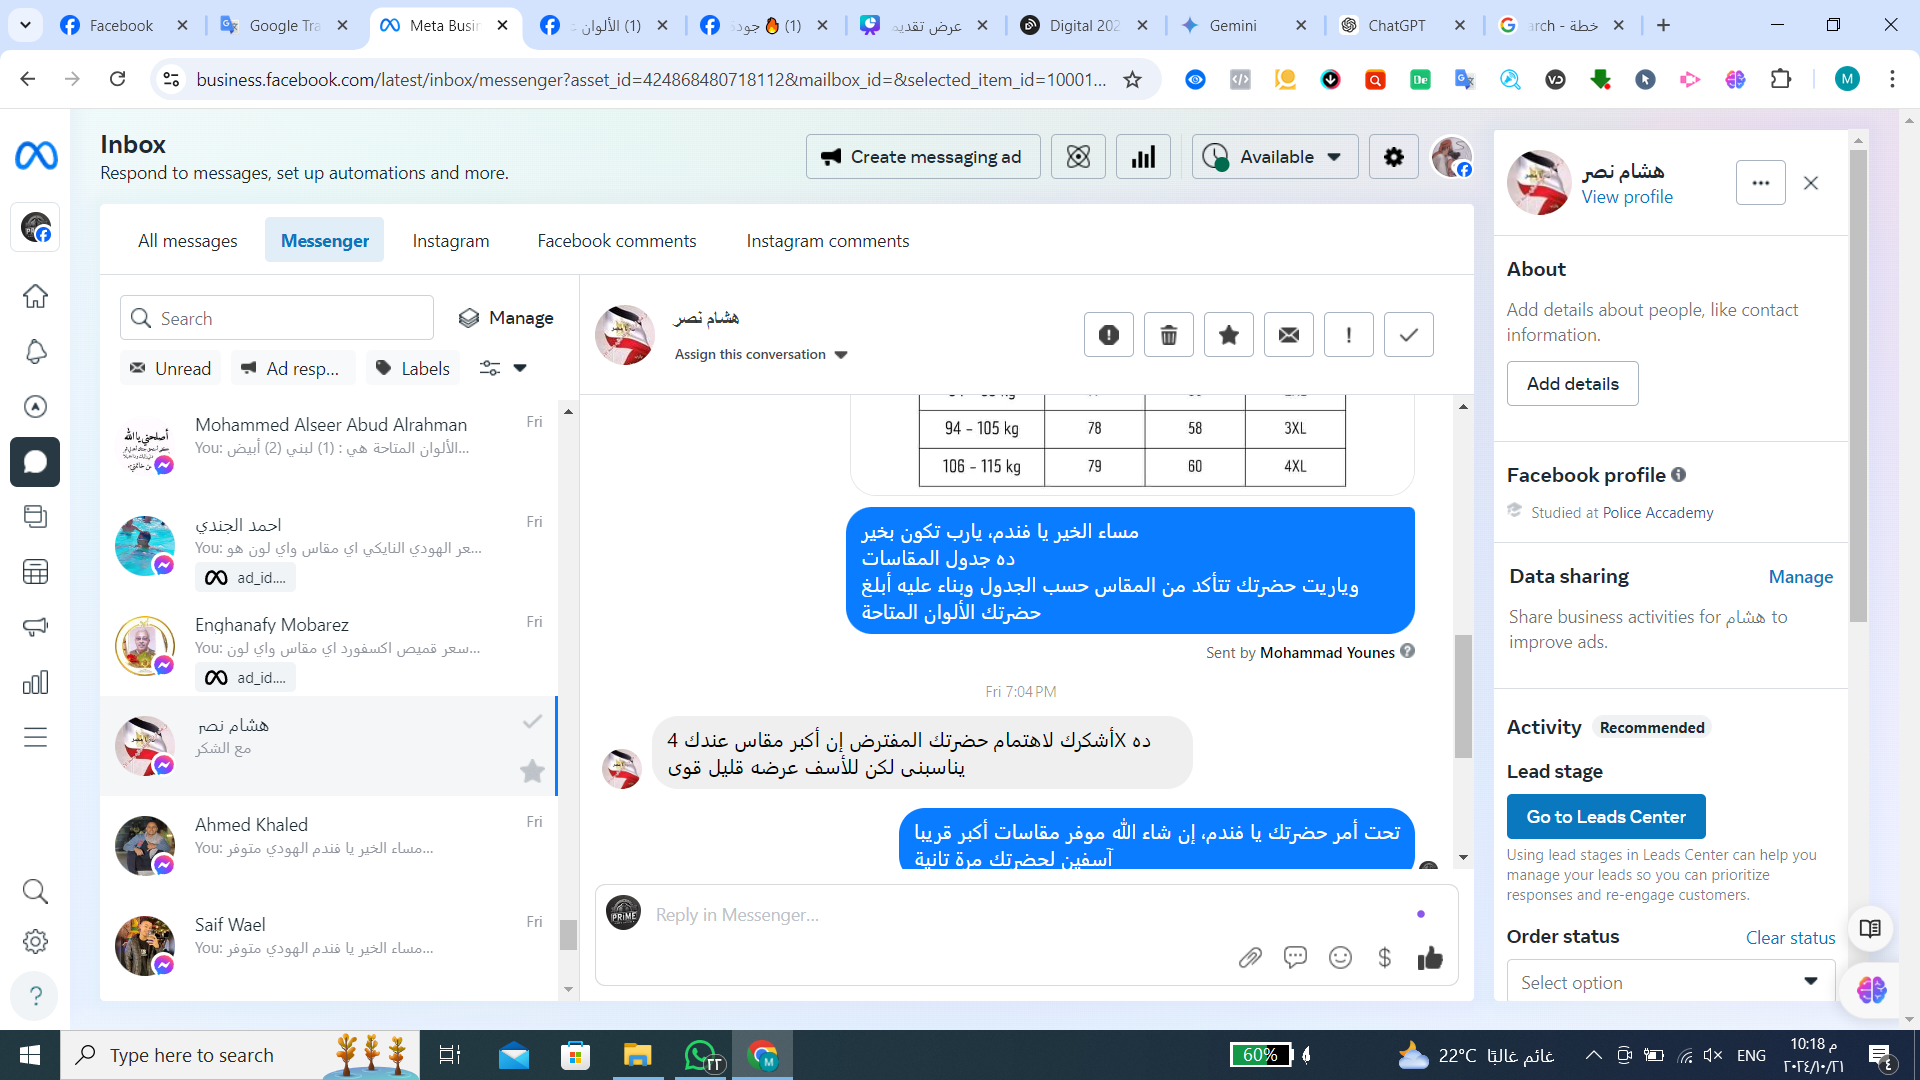 Facebook
Google Tra
Meta Busin
(1) الألوان
(1) 🔥 جودة
عرض تقديم
Digital 202
Gemini
ChatGPT
خطة - arch
business.facebook.com/latest/inbox/messenger?asset_id=424868480718112&mailbox_id=&selected_item_id=10001...
M
Inbox
Respond to messages, set up automations and more.
Create messaging ad
Available
All messages
Messenger
Instagram
Facebook comments
Instagram comments
Search
Manage
Unread
Ad resp...
Labels
Mohammed Alseer Abud Alrahman
Fri
You: الألوان المتاحة هي : (1) لبني (2) أبيض...
احمد الجندي
Fri
You: عر الهودي النايكي اي مقاس واي لون هو...
ad_id....
Enghanafy Mobarez
Fri
You: سعر قميص اكسفورد اي مقاس واي لون...
ad_id....
هشام نصر
مع الشكر
Ahmed Khaled
Fri
You: مساء الخير يا فندم الهودي متوفر...
Saif Wael
Fri
You: مساء الخير يا فندم الهودي متوفر...
هشام نصر
Assign this conversation
94 - 105 kg 78 58 3XL
106 - 115 kg 79 60 4XL
مساء الخير يا فندم، يارب تكون بخير
ده جدول المقاسات
وياريت حضرتك تتأكد من المقاس حسب الجدول وبناء عليه أبلغ
حضرتك الألوان المتاحة
Sent by Mohammad Younes
Fri 7:04 PM
أشكرك لاهتمام حضرتك المفترض إن أكبر مقاس عندك 4X ده
يناسبنى لكن للأسف عرضه قليل قوى
تحت أمر حضرتك يا فندم، إن شاء الله موفر مقاسات أكبر قريبا
آسفين لحضرتك مرة تانية
PRiME
Reply in Messenger...
هشام نصر
View profile
About
Add details about people, like contact
information.
Add details
Facebook profile
Studied at Police Accademy
Data sharing
Manage
Share business activities for هشام to
improve ads.
Activity
Recommended
Lead stage
Go to Leads Center
Using lead stages in Leads Center can help you
manage your leads so you can prioritize
responses and re-engage customers.
Order status
Clear status
Select option
Type here to search
٢٢
60%
22°C غائم غالبًا
ENG
10:18 م
٢٠٢٤/١٠/٢١
٤